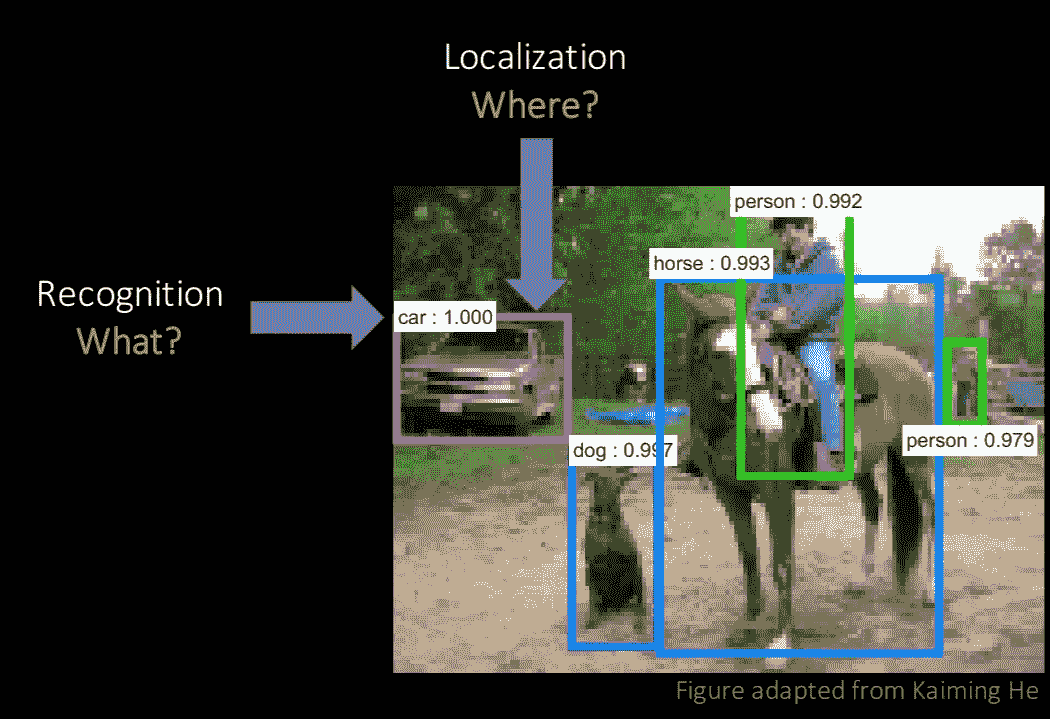 Localization
Where?
Recognition
What?
person : 0.992
horse : 0.993
car : 1.000
person : 0.979
dog : 0.997
Figure adapted from Kaiming He